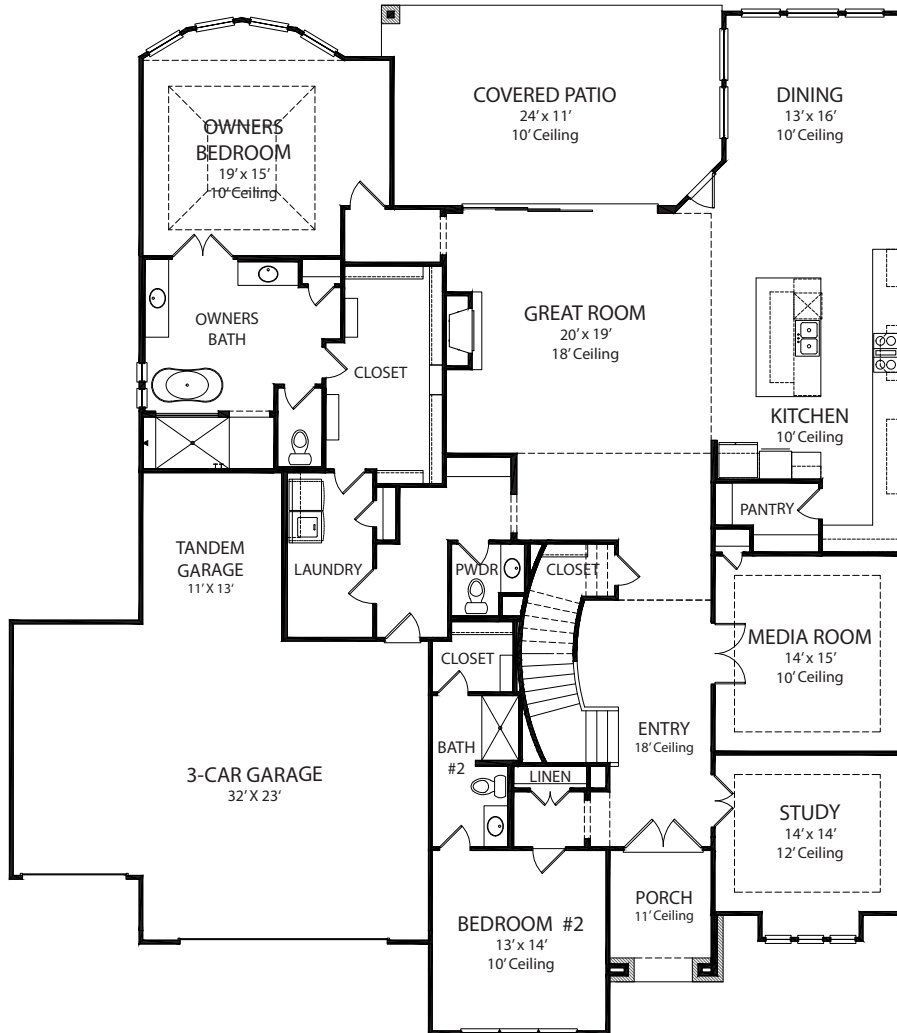 COVERED PATIO
24' x 11'
10' Ceiling
DINING
13' x 16'
10' Ceiling
OWNERS
BEDROOM
19' x 15'
10' Ceiling
OWNERS
BATH
CLOSET
GREAT ROOM
20' x 19'
18' Ceiling
KITCHEN
10' Ceiling
PANTRY
TANDEM
GARAGE
11' X 13'
LAUNDRY
PWDR
CLOSET
MEDIA ROOM
14' x 15'
10' Ceiling
CLOSET
ENTRY
18' Ceiling
BATH
#2
3-CAR GARAGE
32' X 23'
LINEN
STUDY
14' x 14'
12' Ceiling
PORCH
11' Ceiling
BEDROOM #2
13' x 14'
10' Ceiling